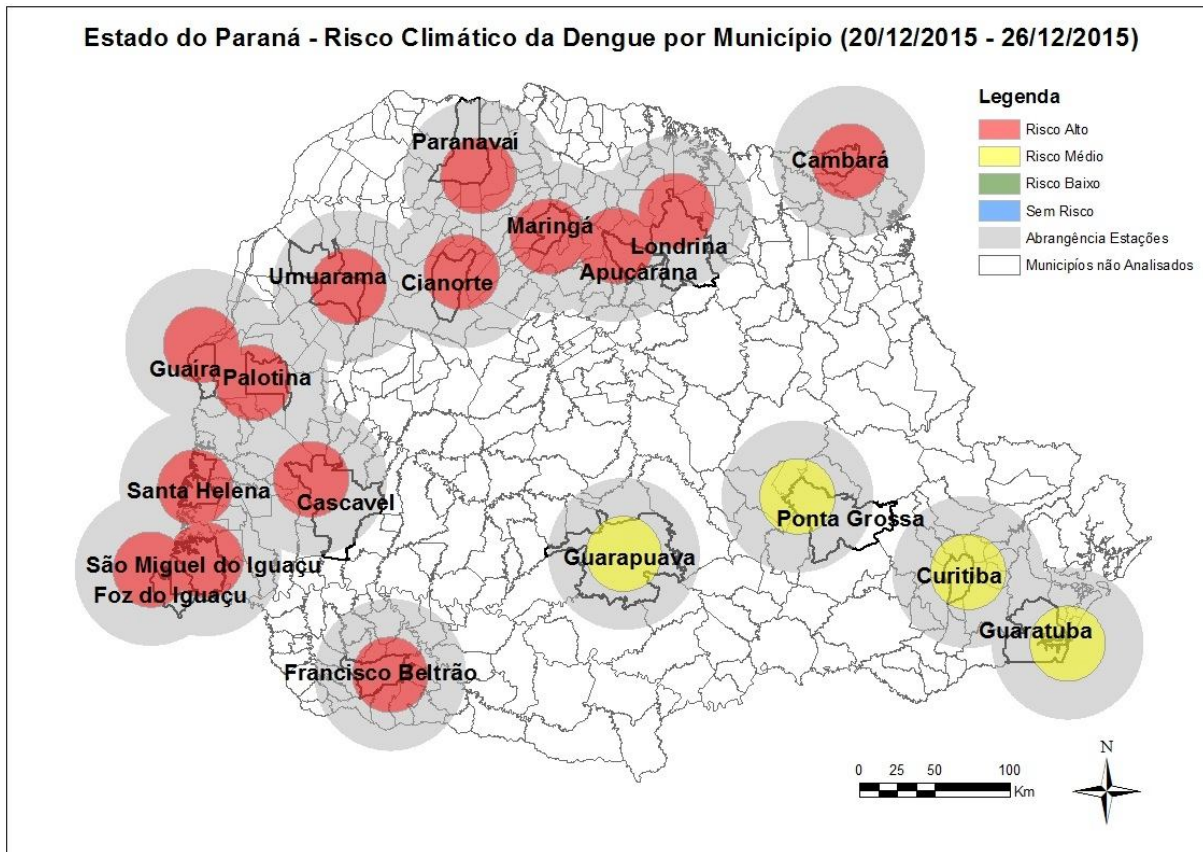 Estado do Paraná - Risco Climático da Dengue por Município (20/12/2015 - 26/12/2015)
Legenda
Risco Alto
Risco Médio
Risco Baixo
Sem Risco
Abrangência Estações
Municipíos não Analisados
Paranavaí
Cambará
Maringá
Londrina
Apucarana
Umuarama
Cianorte
Guaíra
Palotina
Santa Helena
Cascavel
São Miguel do Iguaçu
Foz do Iguaçu
Ponta Grossa
Guarapuava
Curitiba
Guaratuba
Francisco Beltrão
N
0 25 50 100
Km